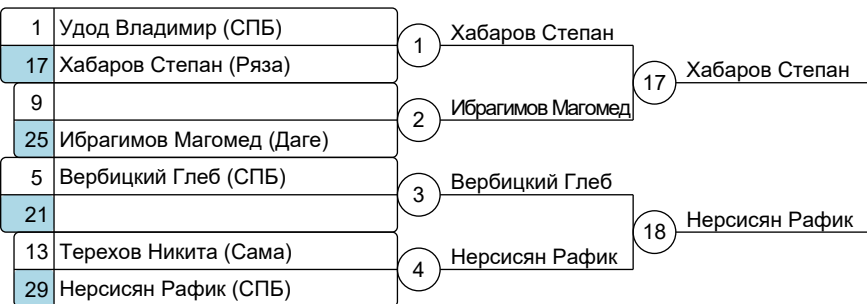 1 Удод Владимир (СПБ)
17 Хабаров Степан (Ряза)
1
Хабаров Степан
9
25 Ибрагимов Магомед (Даге)
2
Ибрагимов Магомед
17
Хабаров Степан
5 Вербицкий Глеб (СПБ)
21
3
Вербицкий Глеб
13 Терехов Никита (Сама)
29 Нерсисян Рафик (СПБ)
4
Нерсисян Рафик
18
Нерсисян Рафик